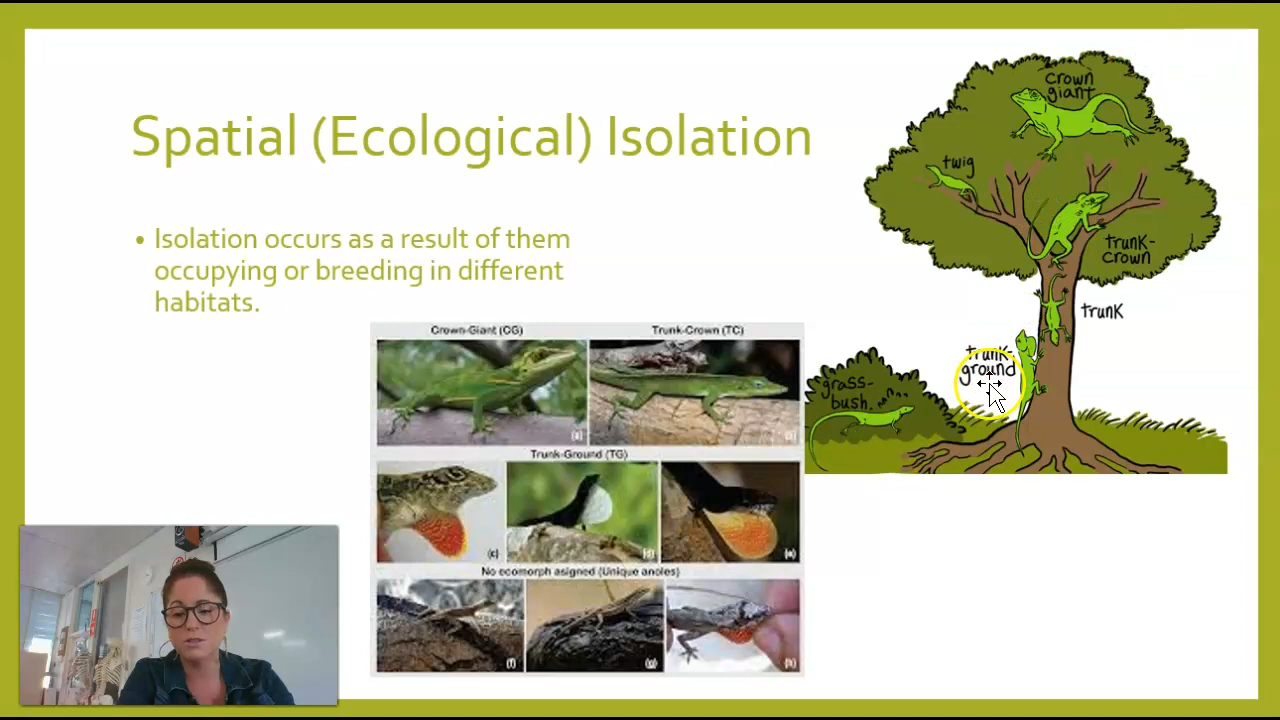 Spatial (Ecological) Isolation
• Isolation occurs as a result of them
occupying or breeding in different
habitats.
crown
giant
twig
trunk-
crown
trunk
trunk-
ground
grass-
bush.
Crown-Giant (CG)
Trunk-Crown (TC)
(a)
Trunk-Ground (TG)
(c)
(d)
(e)
No ecomorph asigned (Unique anoles)
(f)
(g)
(h)